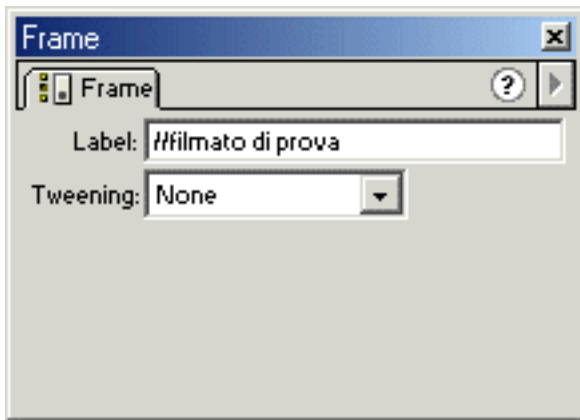 Frame
Frame ?
Label: //filmato di prova
Tweening: None